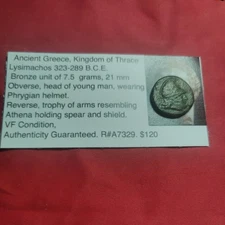 Ancient Greece, Kingdom of Thrace
Lysimachos 323-289 B.C.E.
Bronze unit of 7.5 grams, 21 mm
Obverse, head of young man, wearing
Phrygian helmet.
Reverse, trophy of arms resembling
Athena holding spear and shield.
VF Condition,
Authenticity Guaranteed. R#A7329. $120